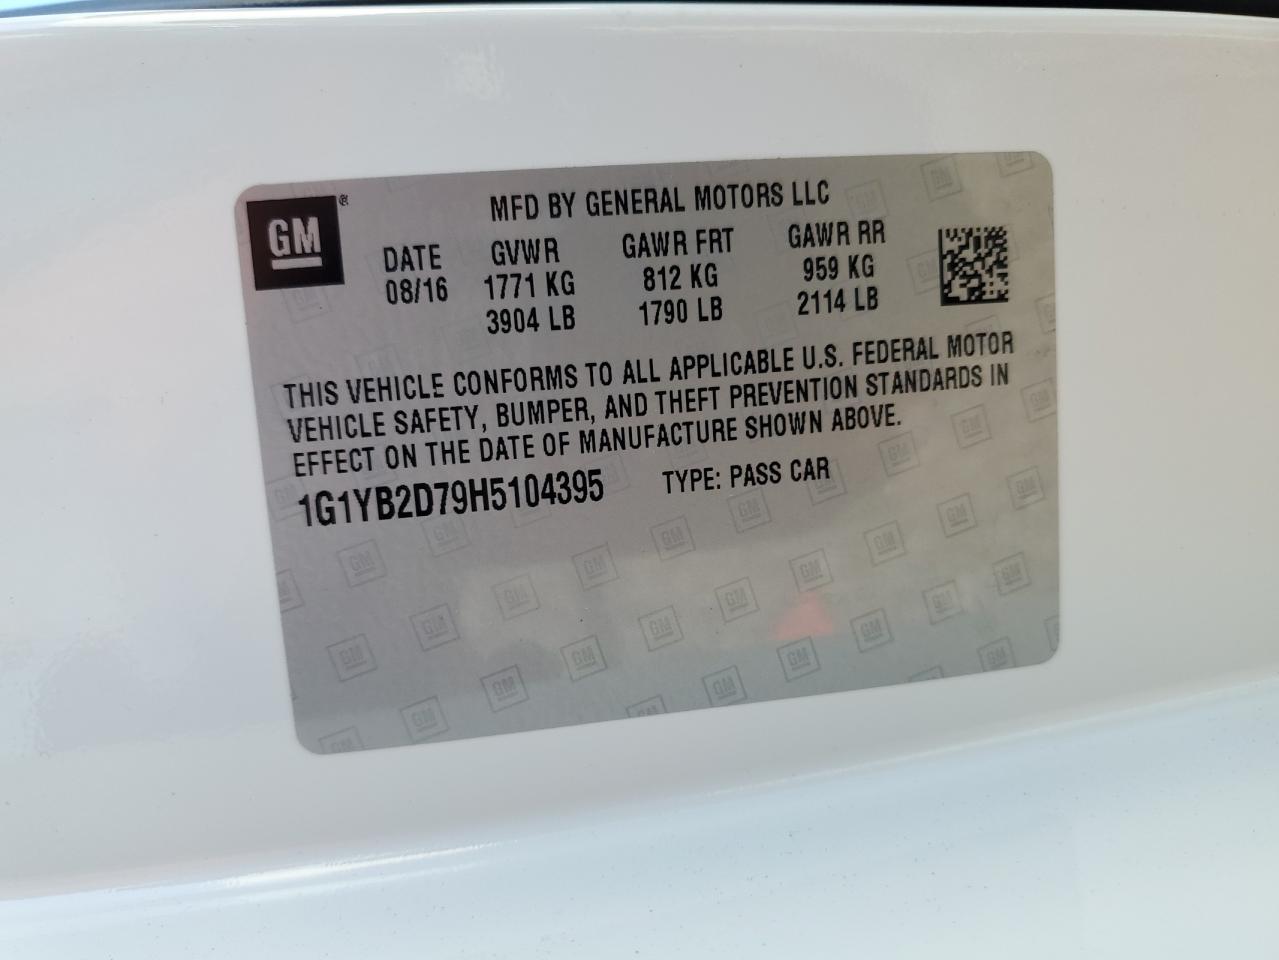 GM ®
MFD BY GENERAL MOTORS LLC
DATE GVWR GAWR FRT GAWR RR
08/16 1771 KG 812 KG 959 KG
3904 LB 1790 LB 2114 LB
THIS VEHICLE CONFORMS TO ALL APPLICABLE U.S. FEDERAL MOTOR
VEHICLE SAFETY, BUMPER, AND THEFT PREVENTION STANDARDS IN
EFFECT ON THE DATE OF MANUFACTURE SHOWN ABOVE.
1G1YB2D79H5104395 TYPE: PASS CAR